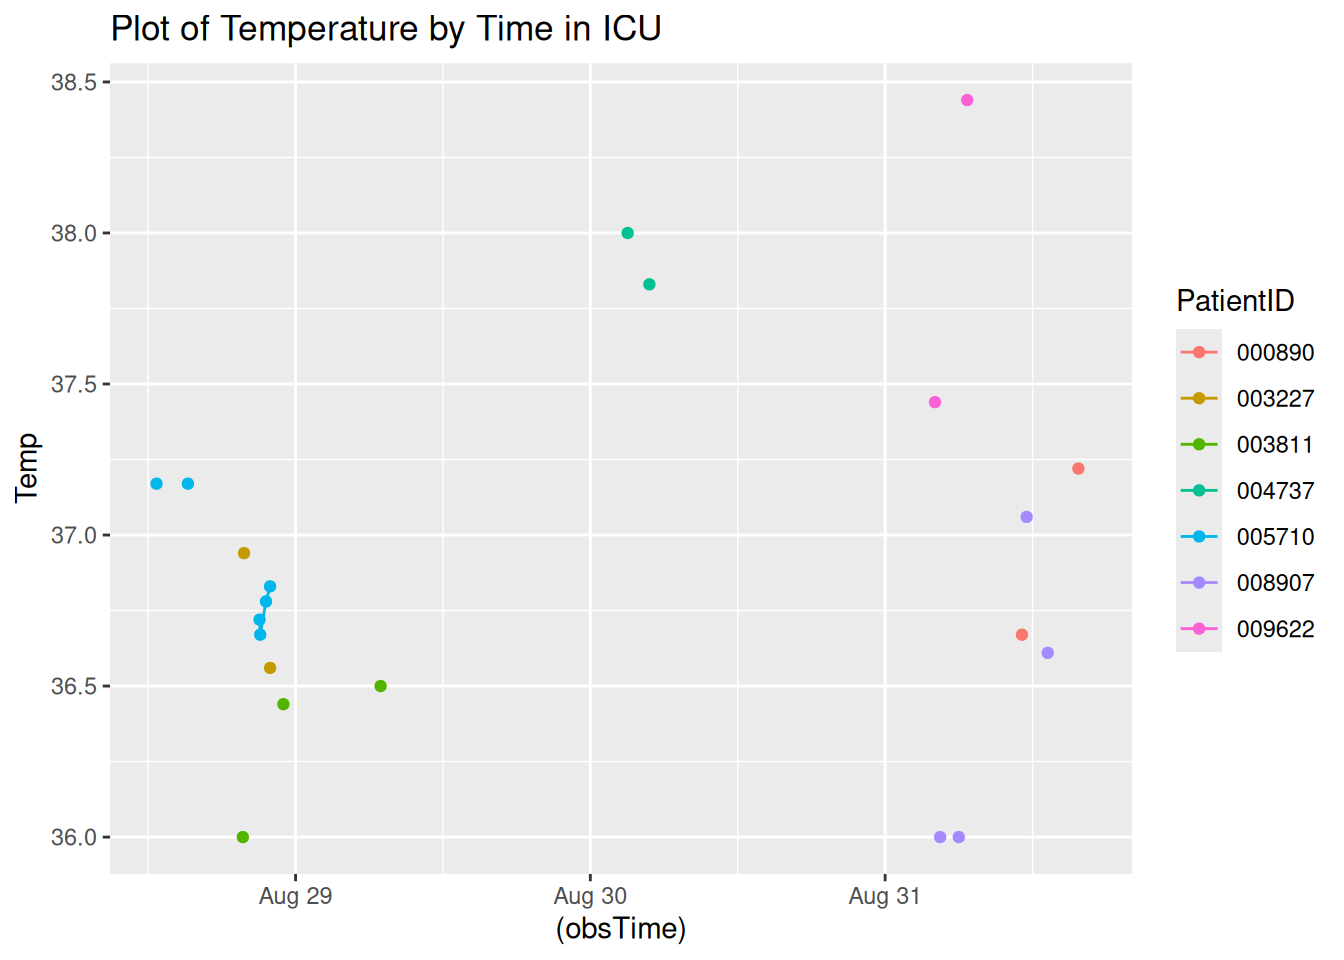 Plot of Temperature by Time in ICU
38.5
38.0
37.5
37.0
36.5
36.0
Temp
Aug 29
Aug 30
Aug 31
(obsTime)
PatientID
000890
003227
003811
004737
005710
008907
009622